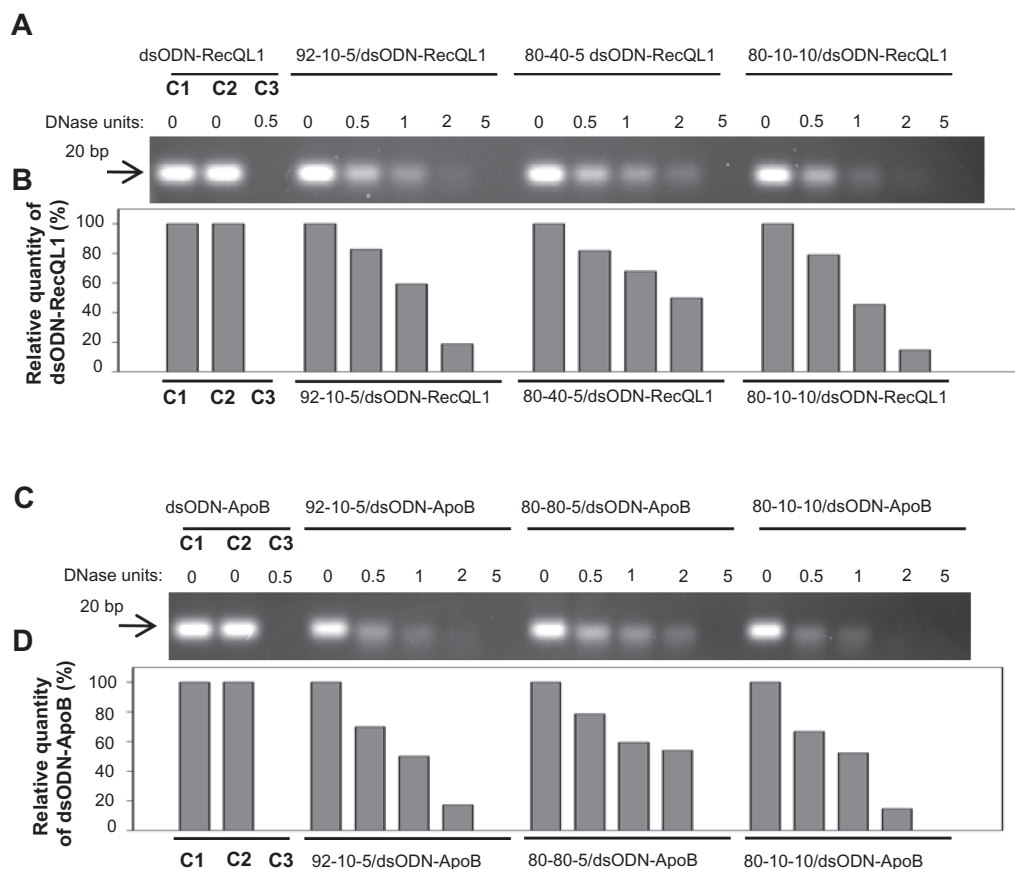 A
dsODN-RecQL1 92-10-5/dsODN-RecQL1 80-40-5 dsODN-RecQL1 80-10-10/dsODN-RecQL1
C1 C2 C3
DNase units: 0 0 0.5 0 0.5 1 2 5 0 0.5 1 2 5 0 0.5 1 2 5
20 bp
B
Relative quantity of
dsODN-RecQL1 (%)
100
80
60
40
20
0
C1 C2 C3 92-10-5/dsODN-RecQL1 80-40-5/dsODN-RecQL1 80-10-10/dsODN-RecQL1
C
dsODN-ApoB 92-10-5/dsODN-ApoB 80-80-5/dsODN-ApoB 80-10-10/dsODN-ApoB
C1 C2 C3
DNase units: 0 0 0.5 0 0.5 1 2 5 0 0.5 1 2 5 0 0.5 1 2 5
20 bp
D
Relative quantity
of dsODN-ApoB (%)
100
80
60
40
20
0
C1 C2 C3 92-10-5/dsODN-ApoB 80-80-5/dsODN-ApoB 80-10-10/dsODN-ApoB